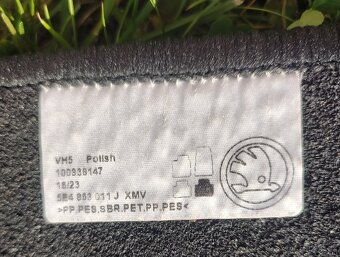 VH5 Polish
100938147
18/23
5E4 863 011 J XMV
>PP.PES.SBR.PET.PP.PES<